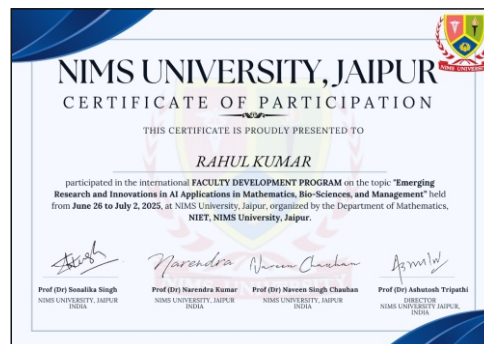 NIMS UNIVERSITY
NIMS UNIVERSITY, JAIPUR
CERTIFICATE OF PARTICIPATION
THIS CERTIFICATE IS PROUDLY PRESENTED TO
RAHUL KUMAR
participated in the international FACULTY DEVELOPMENT PROGRAM on the topic "Emerging
Research and Innovations in AI Applications in Mathematics, Bio-Sciences, and Management" held
from June 26 to July 2, 2025, at NIMS University, Jaipur, organized by the Department of Mathematics,
NIET, NIMS University, Jaipur.
Narendra
Naveen Chauhan
Prof (Dr) Sonalika Singh
NIMS UNIVERSITY, JAIPUR
INDIA
Prof (Dr) Narendra Kumar
NIMS UNIVERSITY, JAIPUR
INDIA
Prof (Dr) Naveen Singh Chauhan
NIMS UNIVERSITY, JAIPUR
INDIA
Prof (Dr) Ashutosh Tripathi
DIRECTOR
NIMS UNIVERSITY JAIPUR,
INDIA